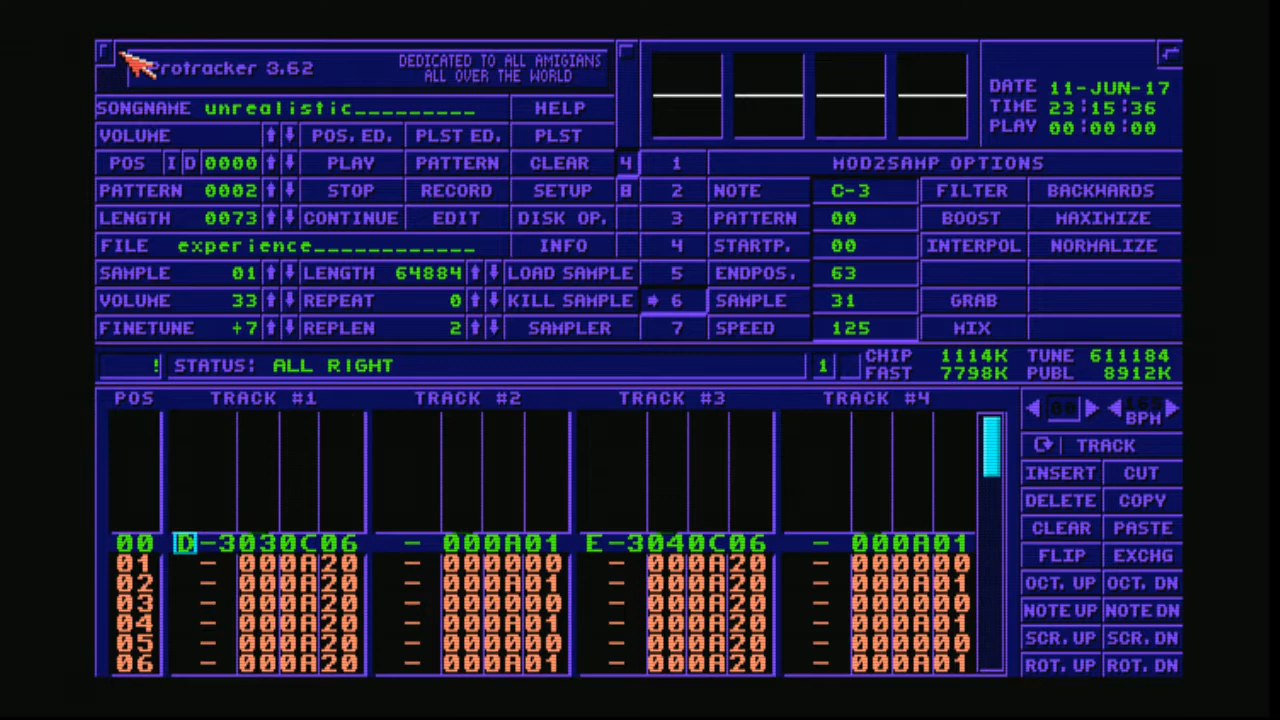 Protracker 3.62
DEDICATED TO ALL AMIGIANS
ALL OVER THE WORLD
SONGNAME unrealistic_________ HELP
VOLUME POS. ED. PLST ED. PLST
POS I D 0000 PLAY PATTERN CLEAR
PATTERN 0002 STOP RECORD SETUP
LENGTH 0073 CONTINUE EDIT DISK OP.
FILE experience____________ INFO
SAMPLE 01 LENGTH 64884 LOAD SAMPLE
VOLUME 33 REPEAT 0 KILL SAMPLE
FINETUNE +7 REPLEN 2 SAMPLER
4
8
1
2
3
4
5
6
7
DATE 11-JUN-17
TIME 23:15:36
PLAY 00:00:00
MOD2SAMP OPTIONS
NOTE C-3 FILTER BACKWARDS
PATTERN 00 BOOST MAXIMIZE
STARTP. 00 INTERPOL NORMALIZE
ENDPOS. 63
SAMPLE 31 GRAB
SPEED 125 MIX
! STATUS: ALL RIGHT 1
CHIP 1114K TUNE 611184
FAST 7798K PUBL 8912K
POS TRACK #1 TRACK #2 TRACK #3 TRACK #4
00 D-3030C06 - 000A01 E-3040C06 - 000A01
01 - 000A20 - 000000 - 000A20 - 000000
02 - 000A20 - 000A01 - 000A20 - 000A01
03 - 000A20 - 000000 - 000A20 - 000000
04 - 000A20 - 000A01 - 000A20 - 000A01
05 - 000A20 - 000000 - 000A20 - 000000
06 - 000A20 - 000A01 - 000A20 - 000A01
00
BPM
TRACK
INSERT CUT
DELETE COPY
CLEAR PASTE
FLIP EXCHG
OCT. UP OCT. DN
NOTE UP NOTE DN
SCR. UP SCR. DN
ROT. UP ROT. DN